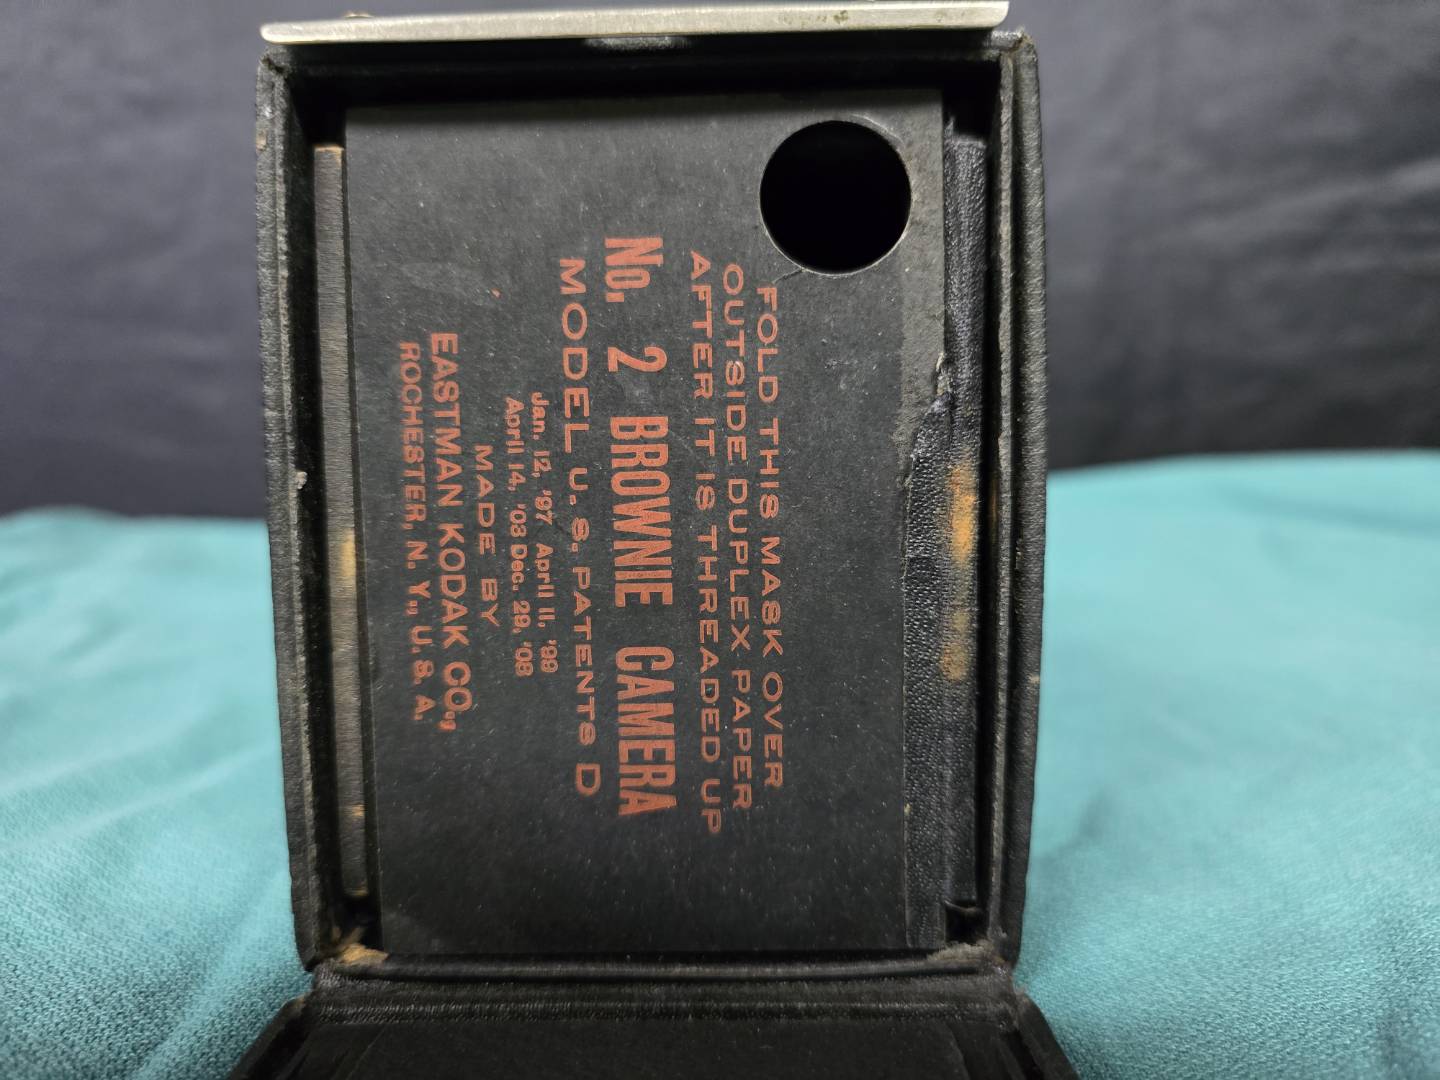 FOLD THIS MASK OVER
OUTSIDE DUPLEX PAPER
AFTER IT IS THREADED UP
No. 2 BROWNIE CAMERA
MODEL U.S. PATENTS D
Jan. 12, '97 April 11, '99
April 14, '03 Dec. 29, '08
MADE BY
EASTMAN KODAK CO.,
ROCHESTER, N. Y., U. S. A.